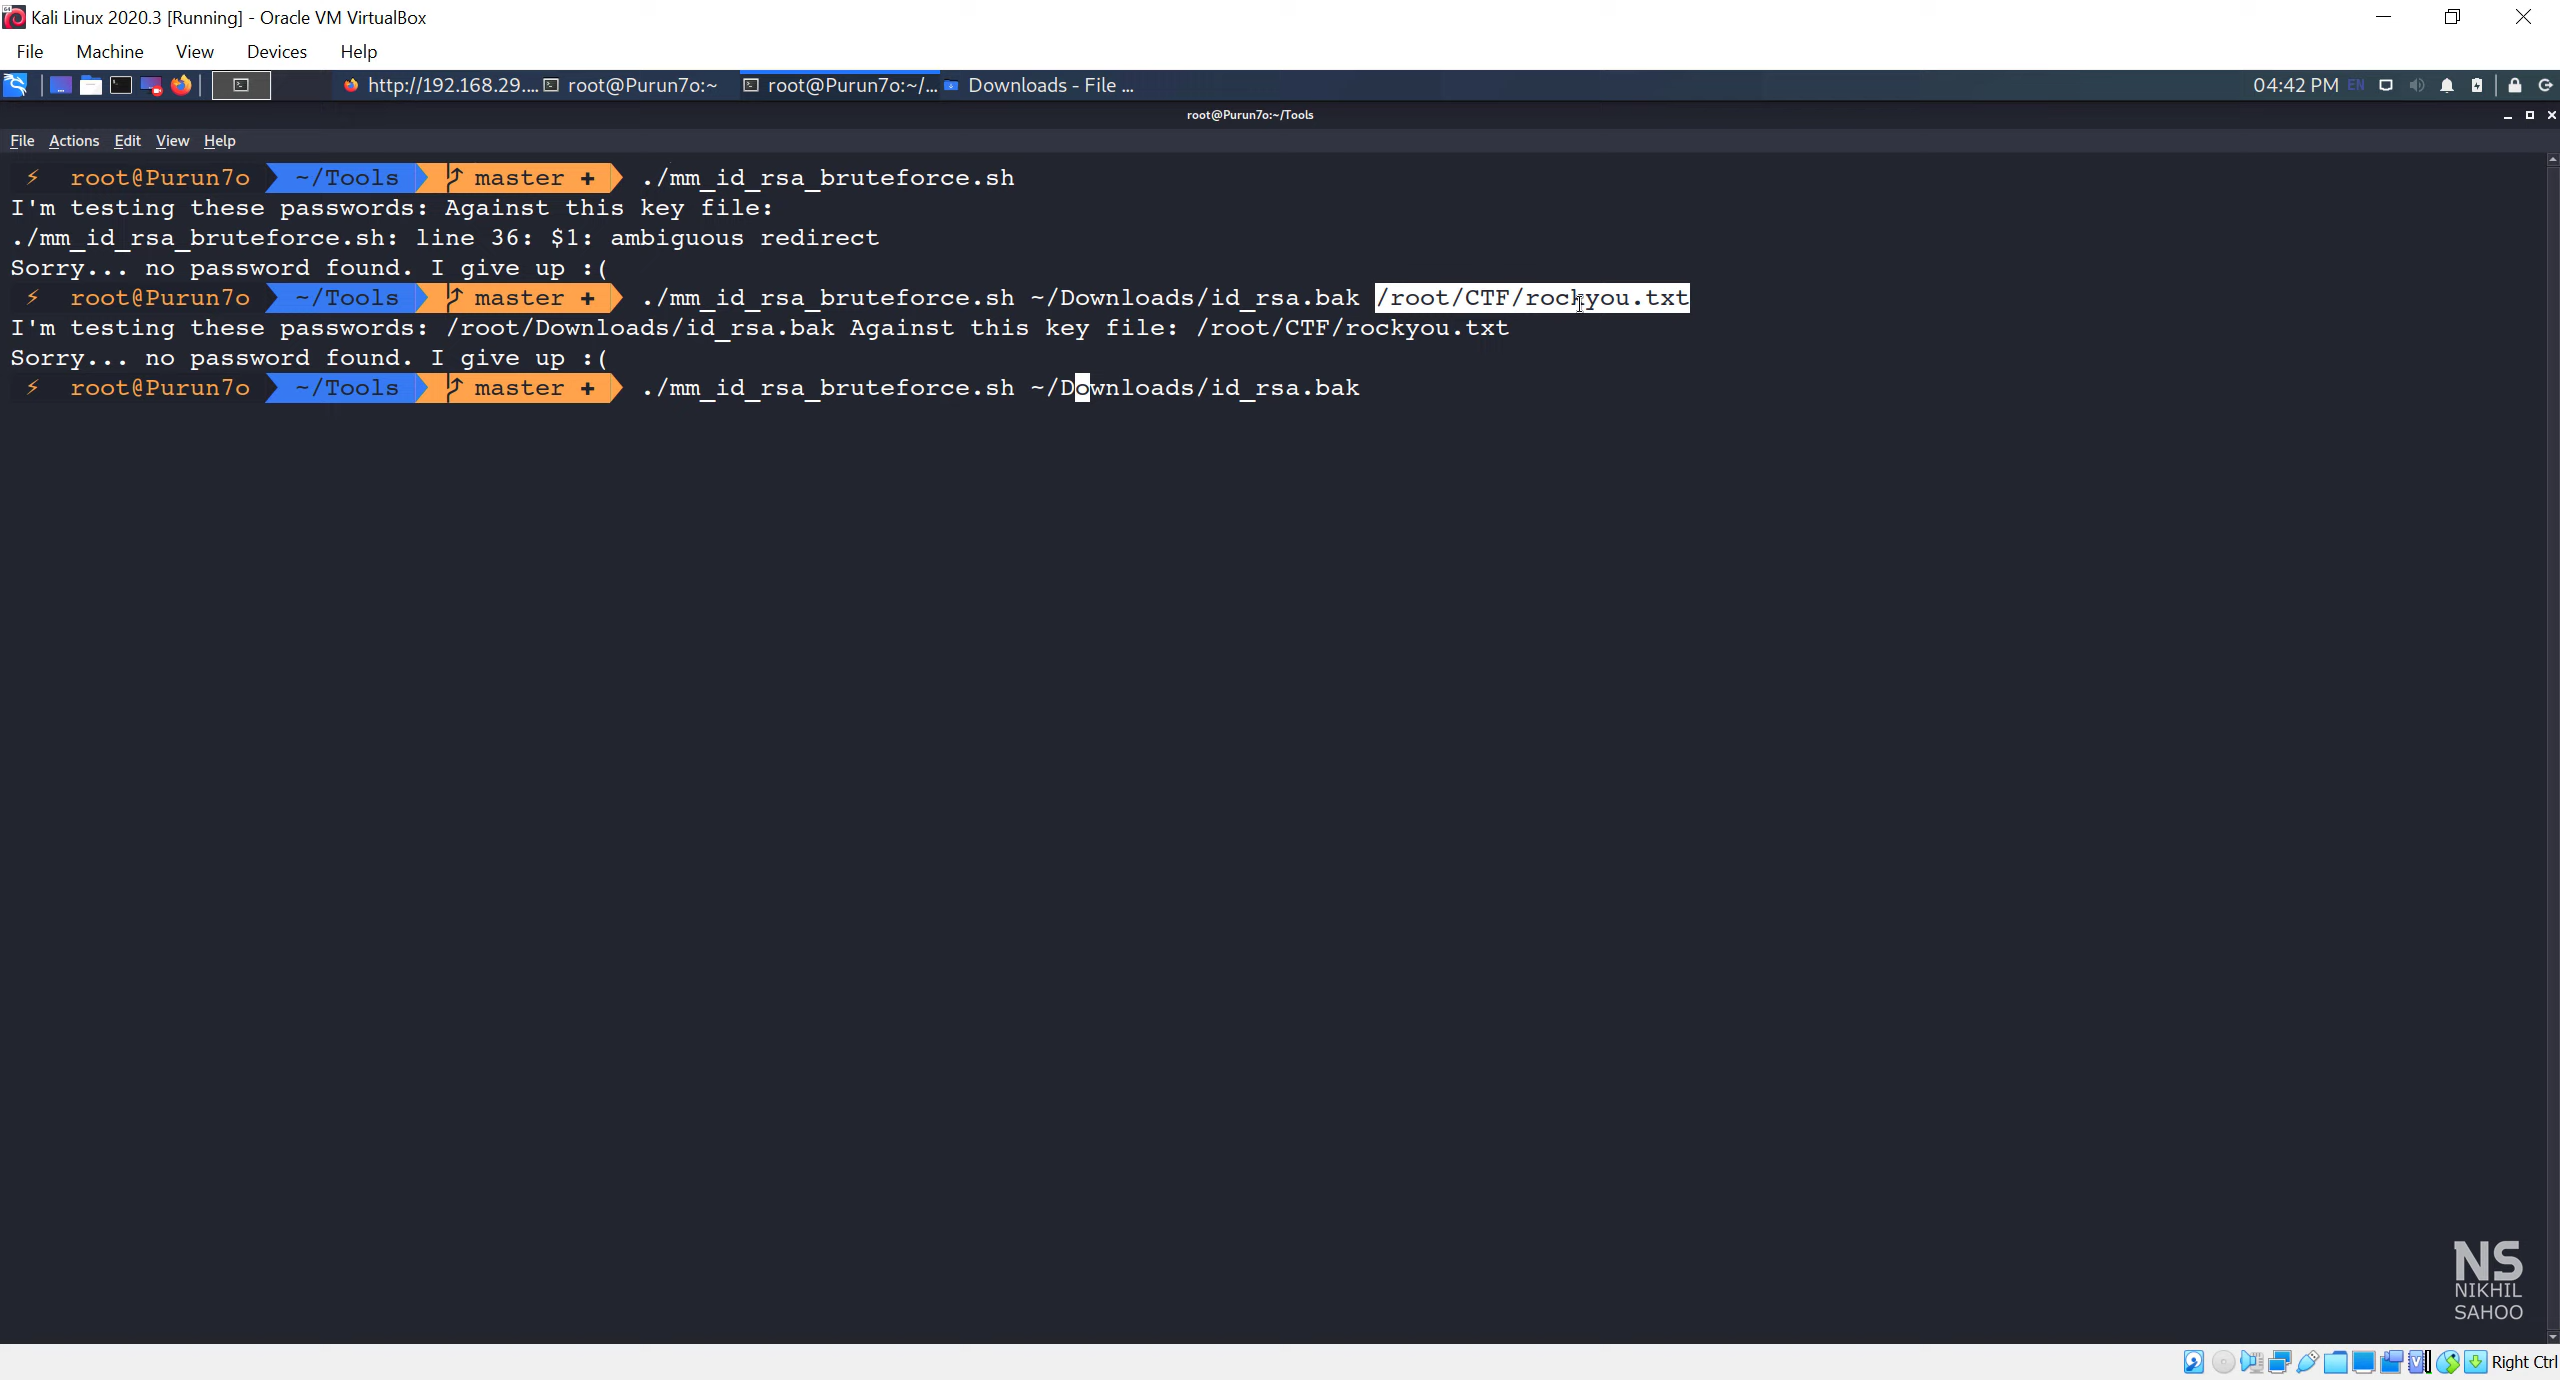 Kali Linux 2020.3 [Running] - Oracle VM VirtualBox
File Machine View Devices Help
http://192.168.29.... root@Purun7o:~ root@Purun7o:~/... Downloads - File ... 04:42 PM EN
root@Purun7o:~/Tools
File Actions Edit View Help
⚡ root@Purun7o ~/Tools master + ./mm_id_rsa_bruteforce.sh
I'm testing these passwords: Against this key file:
./mm_id_rsa_bruteforce.sh: line 36: $1: ambiguous redirect
Sorry... no password found. I give up :(
⚡ root@Purun7o ~/Tools master + ./mm_id_rsa_bruteforce.sh ~/Downloads/id_rsa.bak /root/CTF/rockyou.txt
I'm testing these passwords: /root/Downloads/id_rsa.bak Against this key file: /root/CTF/rockyou.txt
Sorry... no password found. I give up :(
⚡ root@Purun7o ~/Tools master + ./mm_id_rsa_bruteforce.sh ~/Downloads/id_rsa.bak
NS
NIKHIL
SAHOO
Right Ctrl